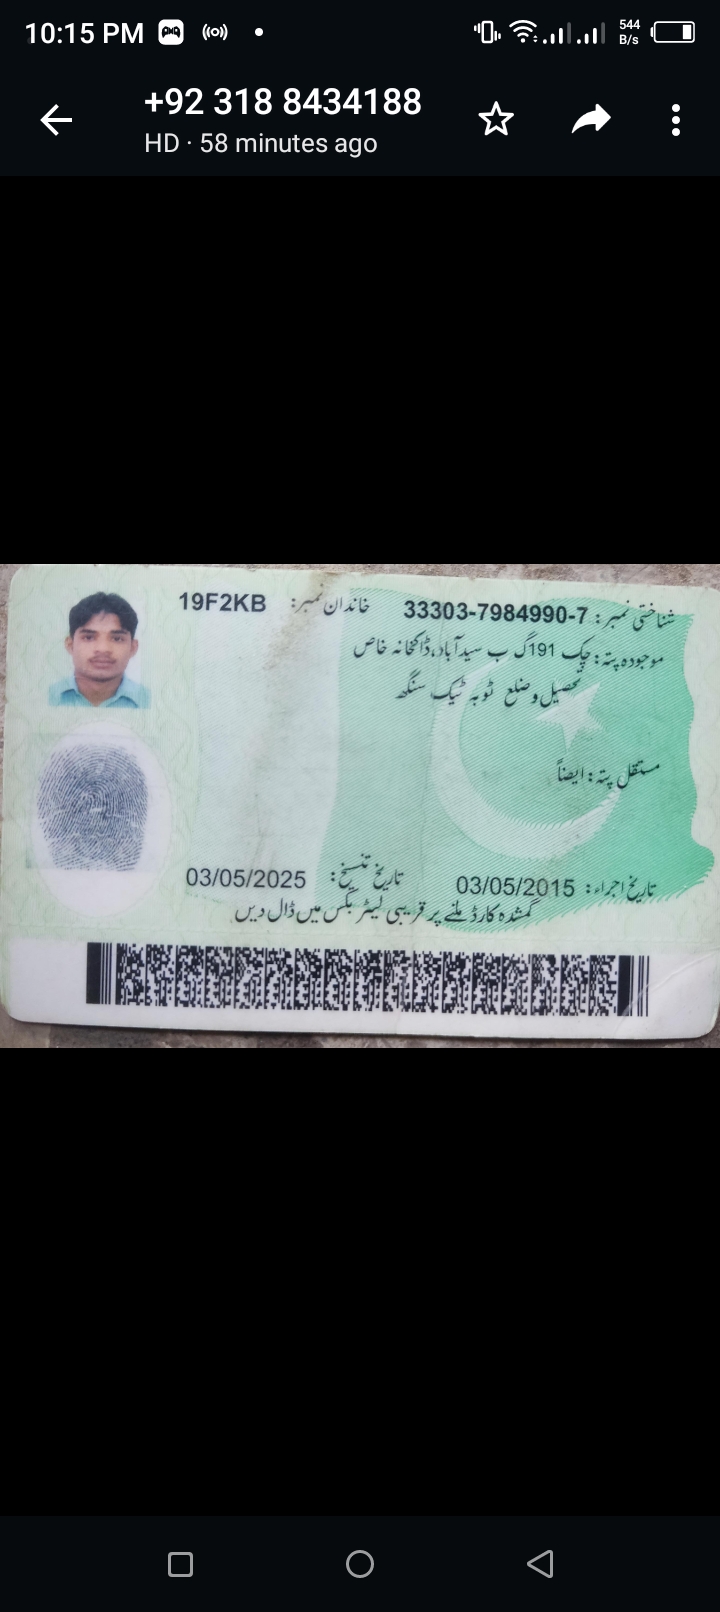 10:15 PM
544 B/s
+92 318 8434188
HD · 58 minutes ago
شناختی نمبر: 33303-7984990-7 خاندان نمبر: 19F2KB
موجودہ پتہ: چک 191گ ب سیدآباد، ڈاکخانہ خاص
تحصیل وضلع ٹوبہ ٹیک سنگھ
مستقل پتہ: ایضاً
تاریخ اجراء: 03/05/2015 تاریخ تنسیخ: 03/05/2025
گمشدہ کارڈ ملنے پر قریبی لیٹر بکس میں ڈال دیں